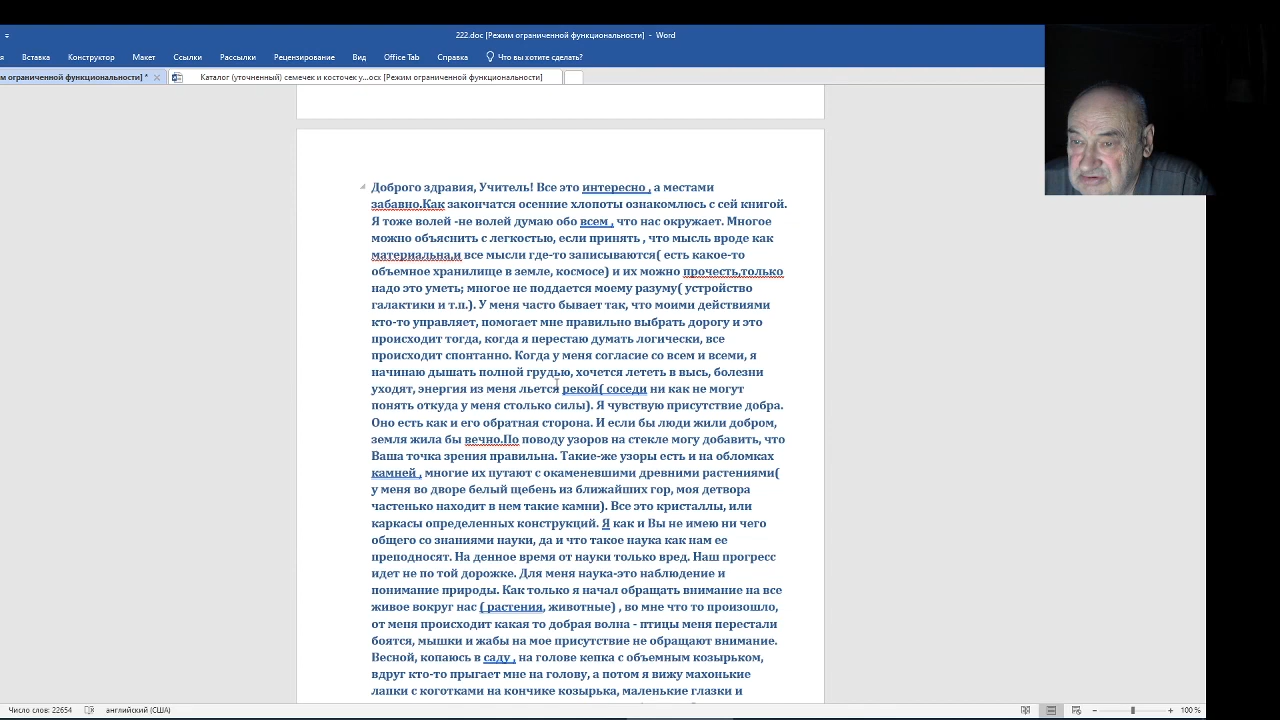 222.doc [Режим ограниченной функциональности] - Word
я Вставка Конструктор Макет Ссылки Рассылки Рецензирование Вид Office Tab Справка Что вы хотите сделать?
м ограниченной функциональности] * Каталог (уточненный) семечек и косточек у...ocx [Режим ограниченной функциональности]
Доброго здравия, Учитель! Все это интересно , а местами
забавно.Как закончатся осенние хлопоты ознакомлюсь с сей книгой.
Я тоже волей -не волей думаю обо всем , что нас окружает. Многое
можно объяснить с легкостью, если принять , что мысль вроде как
материальна,и все мысли где-то записываются( есть какое-то
объемное хранилище в земле, космосе) и их можно прочесть,только
надо это уметь; многое не поддается моему разуму( устройство
галактики и т.п.). У меня часто бывает так, что моими действиями
кто-то управляет, помогает мне правильно выбрать дорогу и это
происходит тогда, когда я перестаю думать логически, все
происходит спонтанно. Когда у меня согласие со всем и всеми, я
начинаю дышать полной грудью, хочется лететь в высь, болезни
уходят, энергия из меня льется рекой( соседи ни как не могут
понять откуда у меня столько силы). Я чувствую присутствие добра.
Оно есть как и его обратная сторона. И если бы люди жили добром,
земля жила бы вечно.По поводу узоров на стекле могу добавить, что
Ваша точка зрения правильна. Такие-же узоры есть и на обломках
камней , многие их путают с окаменевшими древними растениями(
у меня во дворе белый щебень из ближайших гор, моя детвора
частенько находит в нем такие камни). Все это кристаллы, или
каркасы определенных конструкций. Я как и Вы не имею ни чего
общего со знаниями науки, да и что такое наука как нам ее
преподносят. На денное время от науки только вред. Наш прогресс
идет не по той дорожке. Для меня наука-это наблюдение и
понимание природы. Как только я начал обращать внимание на все
живое вокруг нас ( растения, животные) , во мне что то произошло,
от меня происходит какая то добрая волна - птицы меня перестали
боятся, мышки и жабы на мое присутствие не обращают внимание.
Весной, копаюсь в саду , на голове кепка с объемным козырьком,
вдруг кто-то прыгает мне на голову, а потом я вижу махонькие
лапки с коготками на кончике козырька, маленькие глазки и
Число слов: 22654 английский (США) 100 %